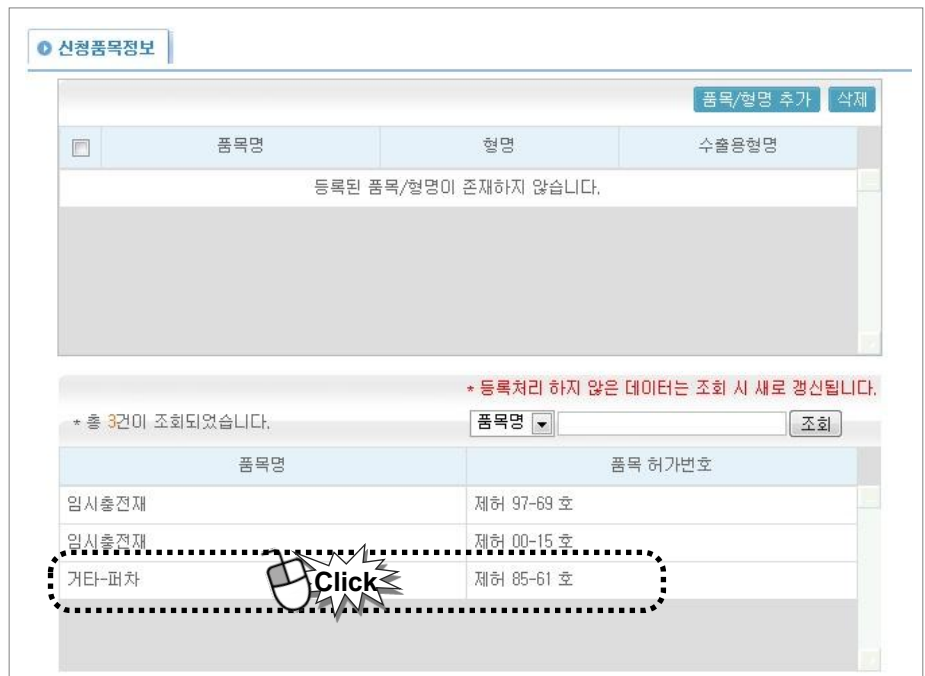 신청품목정보
품목/형명 추가 삭제
품목명 형명 수출용형명
등록된 품목/형명이 존재하지 않습니다.
* 등록처리 하지 않은 데이터는 조회 시 새로 갱신됩니다.
* 총 3건이 조회되었습니다. 품목명 조회
품목명 품목 허가번호
임시충전재 제허 97-69 호
임시충전재 제허 00-15 호
거타-퍼차 Click 제허 85-61 호